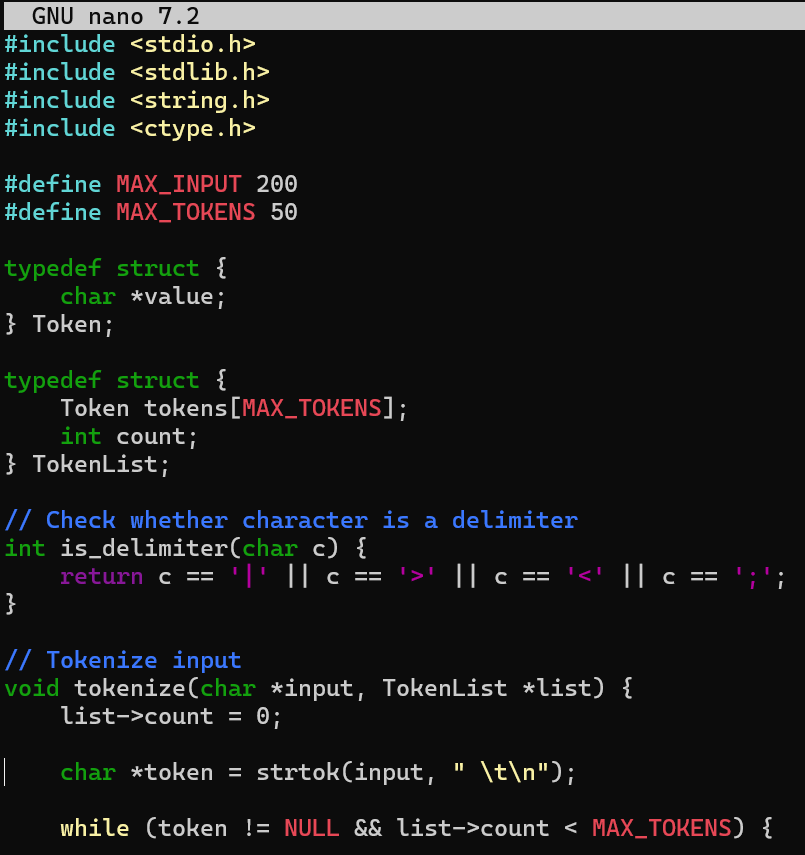 GNU nano 7.2
#include <stdio.h>
#include <stdlib.h>
#include <string.h>
#include <ctype.h>

#define MAX_INPUT 200
#define MAX_TOKENS 50

typedef struct {
    char *value;
} Token;

typedef struct {
    Token tokens[MAX_TOKENS];
    int count;
} TokenList;

// Check whether character is a delimiter
int is_delimiter(char c) {
    return c == '|' || c == '>' || c == '<' || c == ';';
}

// Tokenize input
void tokenize(char *input, TokenList *list) {
    list->count = 0;

    char *token = strtok(input, " \t\n");

    while (token != NULL && list->count < MAX_TOKENS) {